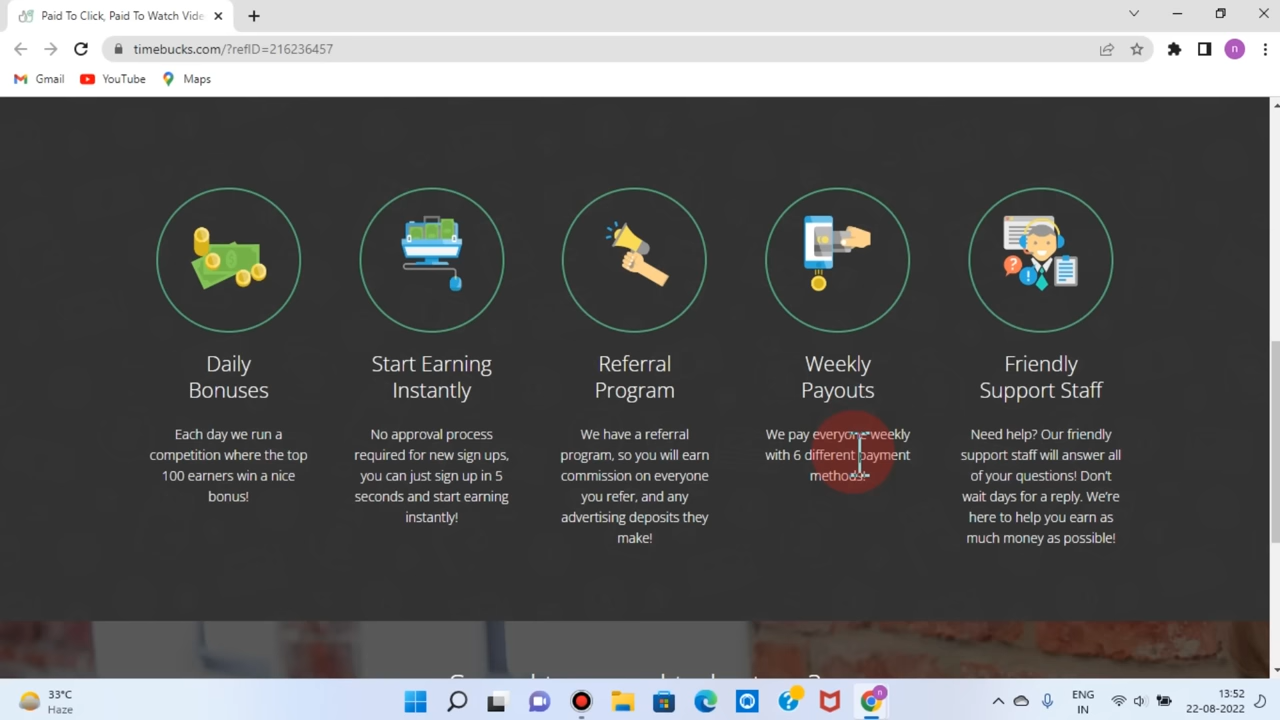 Paid To Click, Paid To Watch Vide
timebucks.com/?refID=216236457
n
Gmail
YouTube
Maps
Daily
Bonuses
Each day we run a
competition where the top
100 earners win a nice
bonus!
Start Earning
Instantly
No approval process
required for new sign ups,
you can just sign up in 5
seconds and start earning
instantly!
Referral
Program
We have a referral
program, so you will earn
commission on everyone
you refer, and any
advertising deposits they
make!
Weekly
Payouts
We pay everyone weekly
with 6 different payment
methods!
Friendly
Support Staff
Need help? Our friendly
support staff will answer all
of your questions! Don't
wait days for a reply. We're
here to help you earn as
much money as possible!
33°C
Haze
ENG
IN
13:52
22-08-2022